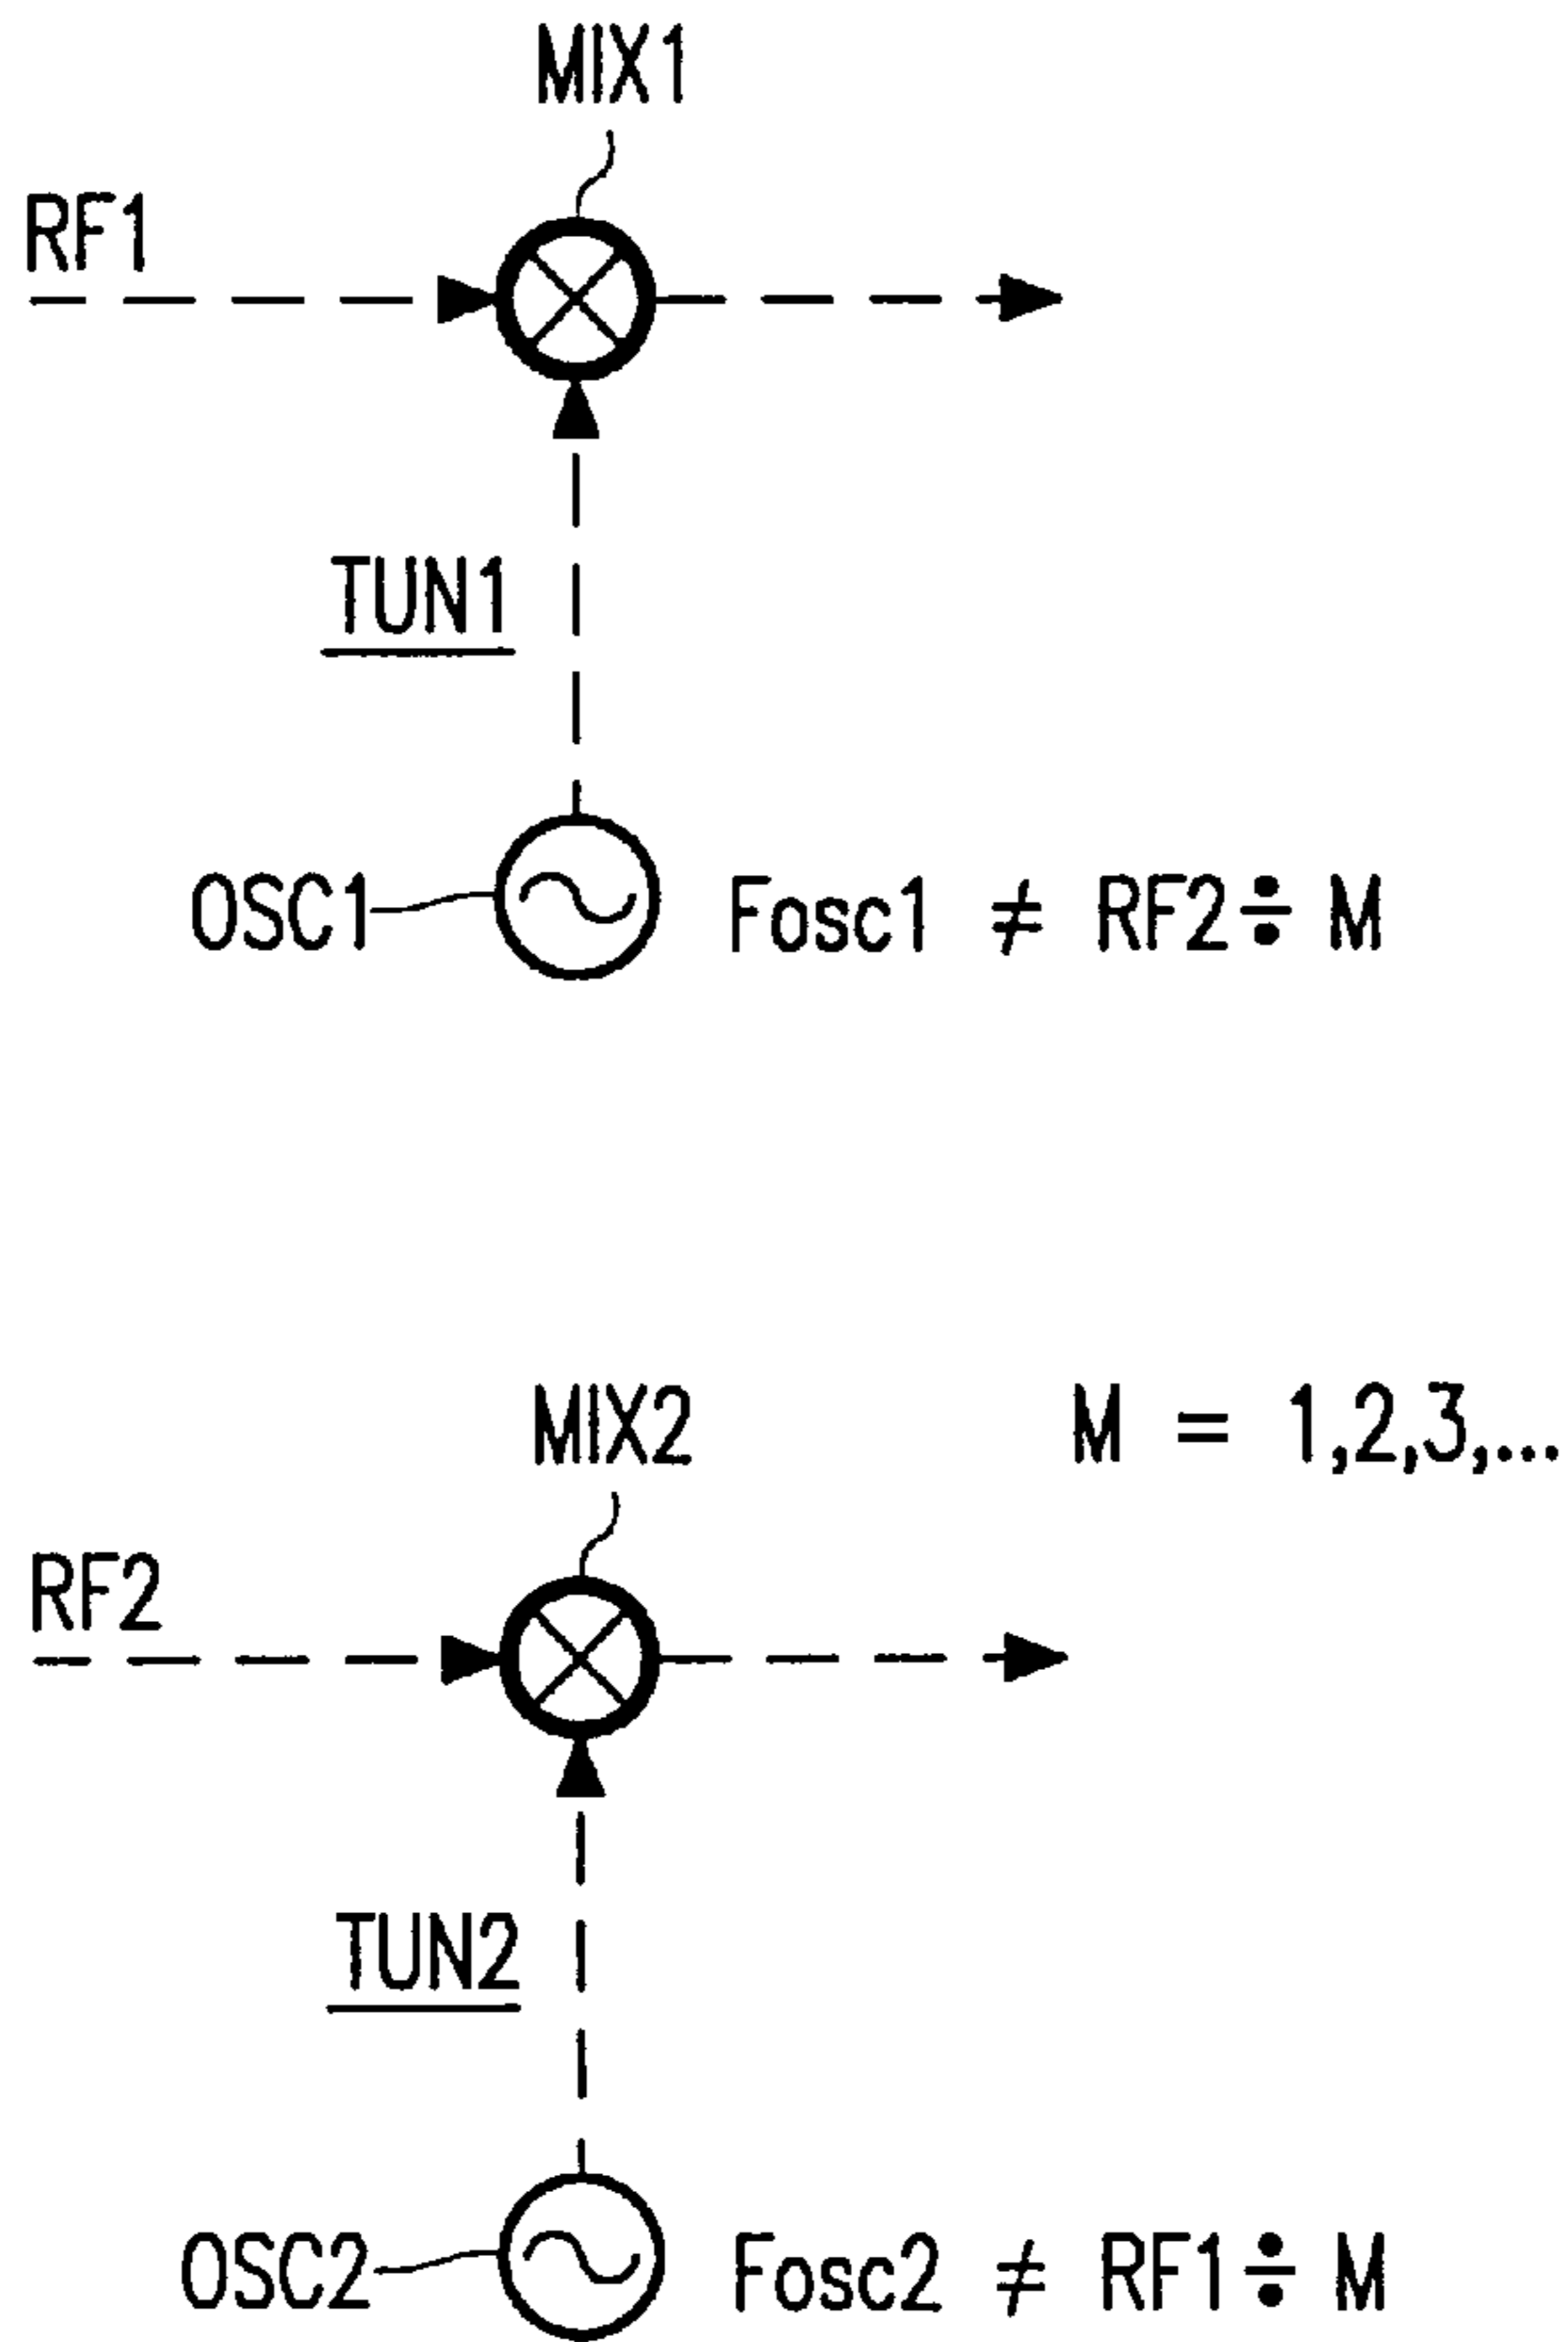 MIX1
RF1
TUN1
OSC1
Fosc1 ≠ RF2 ÷ M
MIX2
M = 1,2,3,...
RF2
TUN2
OSC2
Fosc2 ≠ RF1 ÷ M